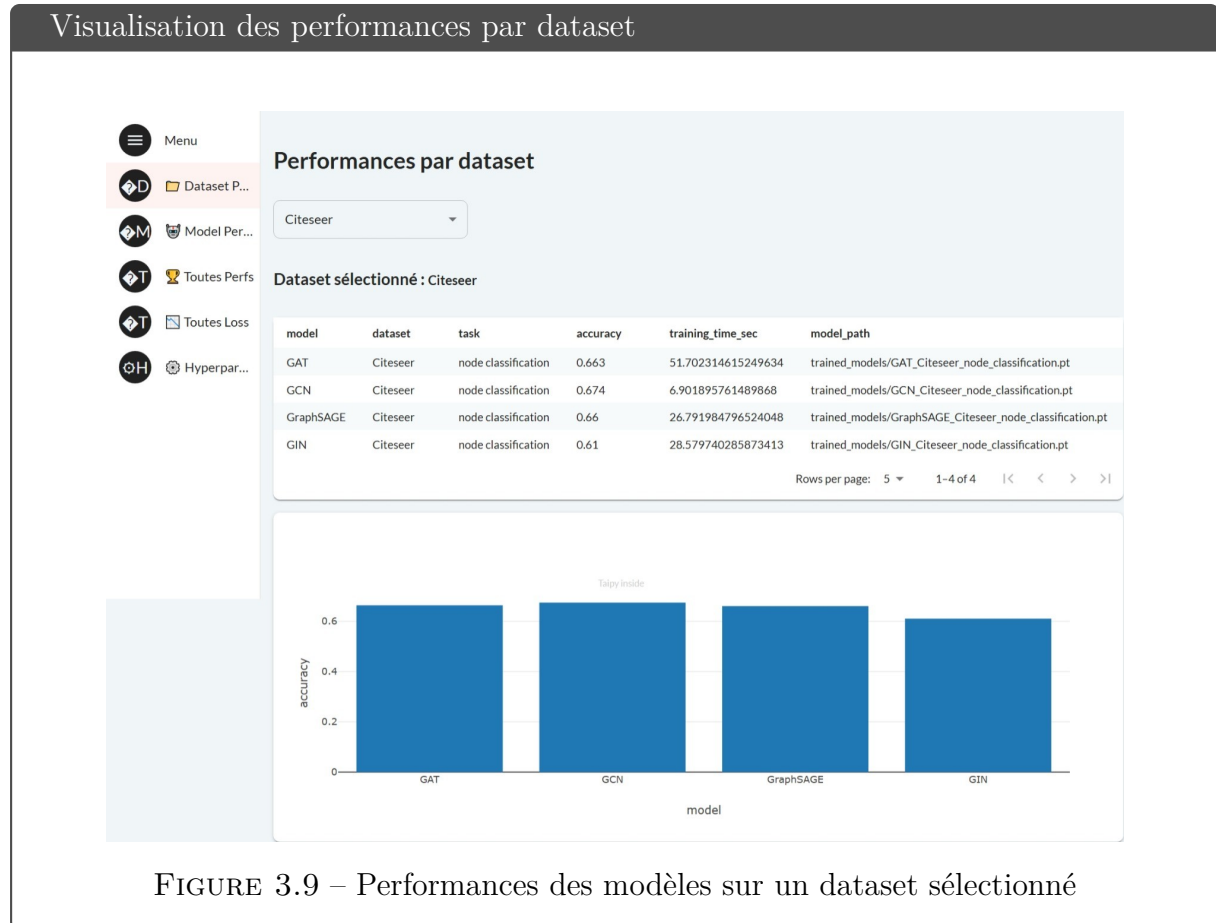 Visualisation des performances par dataset
Menu
Dataset P...
Model Per...
Toutes Perfs
Toutes Loss
Hyperpar...
Performances par dataset
Citeseer
Dataset sélectionné : Citeseer
model dataset task accuracy training_time_sec model_path
GAT Citeseer node classification 0.663 51.702314615249634 trained_models/GAT_Citeseer_node_classification.pt
GCN Citeseer node classification 0.674 6.901895761489868 trained_models/GCN_Citeseer_node_classification.pt
GraphSAGE Citeseer node classification 0.66 26.791984796524048 trained_models/GraphSAGE_Citeseer_node_classification.pt
GIN Citeseer node classification 0.61 28.579740285873413 trained_models/GIN_Citeseer_node_classification.pt
Rows per page: 5 1–4 of 4
Taipy inside
0.6
0.4
0.2
0
accuracy
GAT GCN GraphSAGE GIN
model
FIGURE 3.9 – Performances des modèles sur un dataset sélectionné